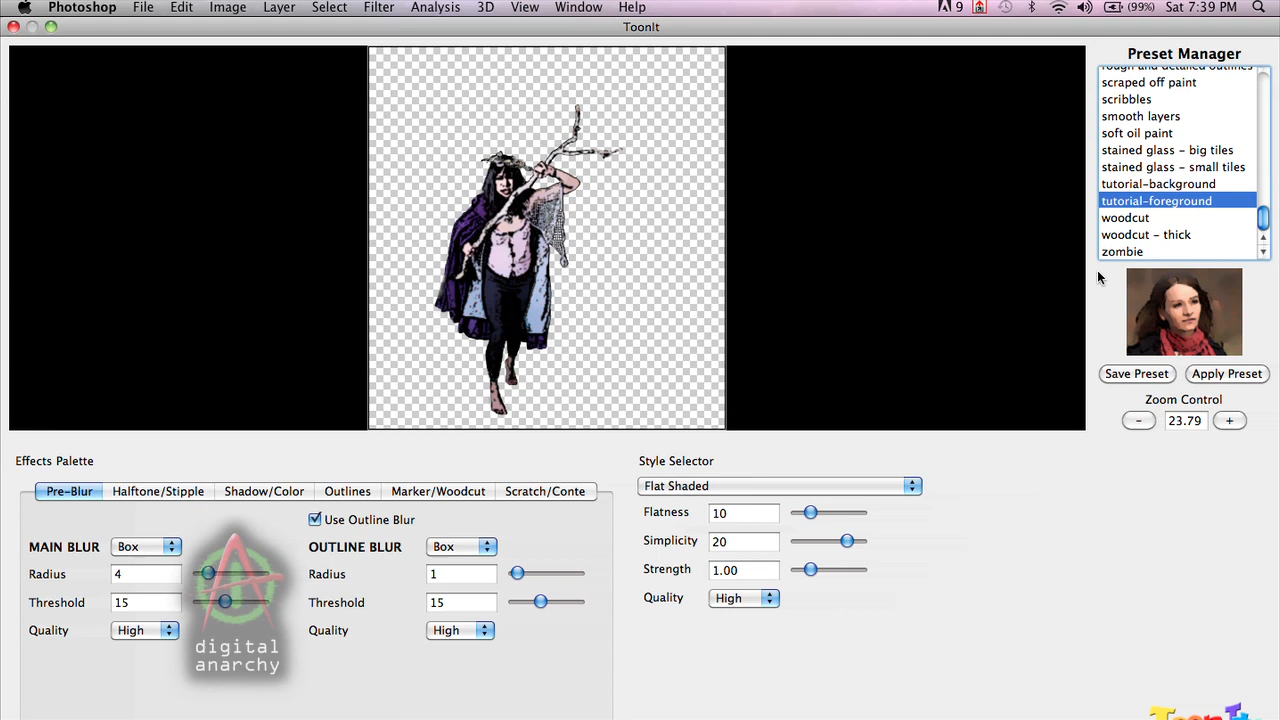 Photoshop File Edit Image Layer Select Filter Analysis 3D View Window Help 9 (99%) Sat 7:39 PM
ToonIt
Preset Manager
rough and detailed outlines
scraped off paint
scribbles
smooth layers
soft oil paint
stained glass - big tiles
stained glass - small tiles
tutorial-background
tutorial-foreground
woodcut
woodcut - thick
zombie
Save Preset Apply Preset
Zoom Control
- 23.79 +
Effects Palette
Pre-Blur Halftone/Stipple Shadow/Color Outlines Marker/Woodcut Scratch/Conte
Use Outline Blur
MAIN BLUR Box OUTLINE BLUR Box
Radius 4 Radius 1
Threshold 15 Threshold 15
Quality High Quality High
digital
anarchy
Style Selector
Flat Shaded
Flatness 10
Simplicity 20
Strength 1.00
Quality High